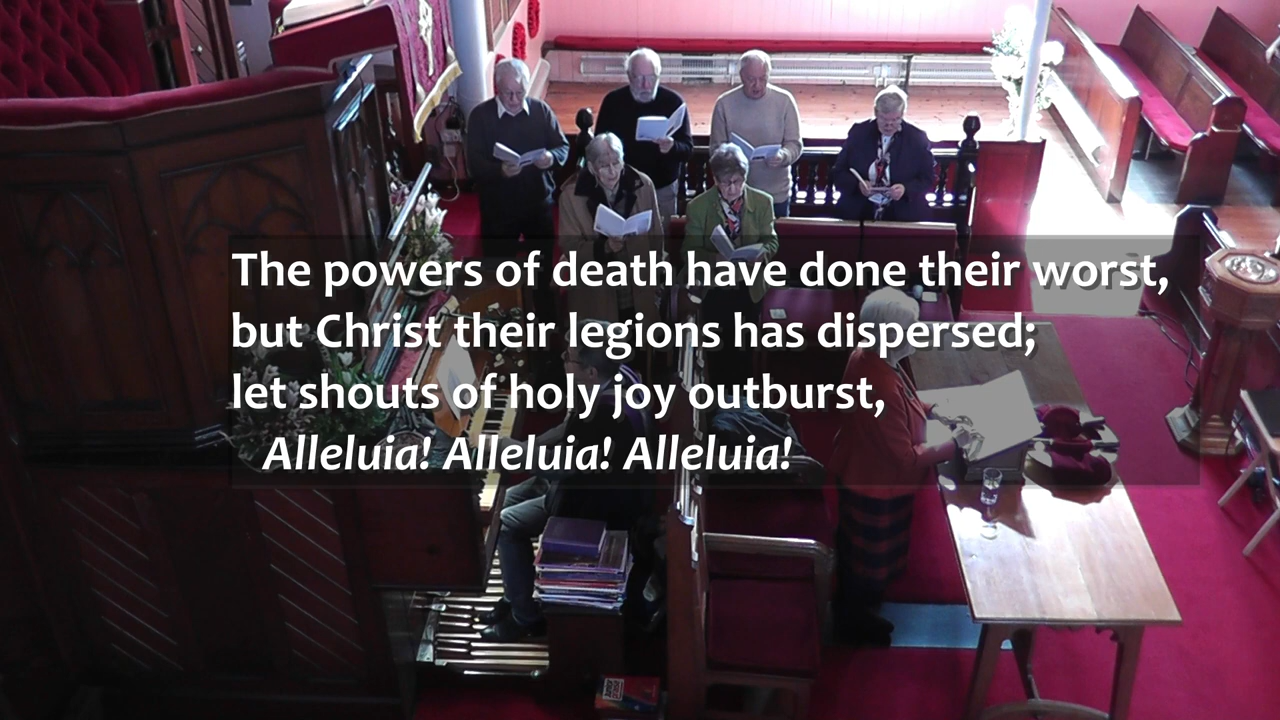 The powers of death have done their worst,
but Christ their legions has dispersed;
let shouts of holy joy outburst,
Alleluia! Alleluia! Alleluia!